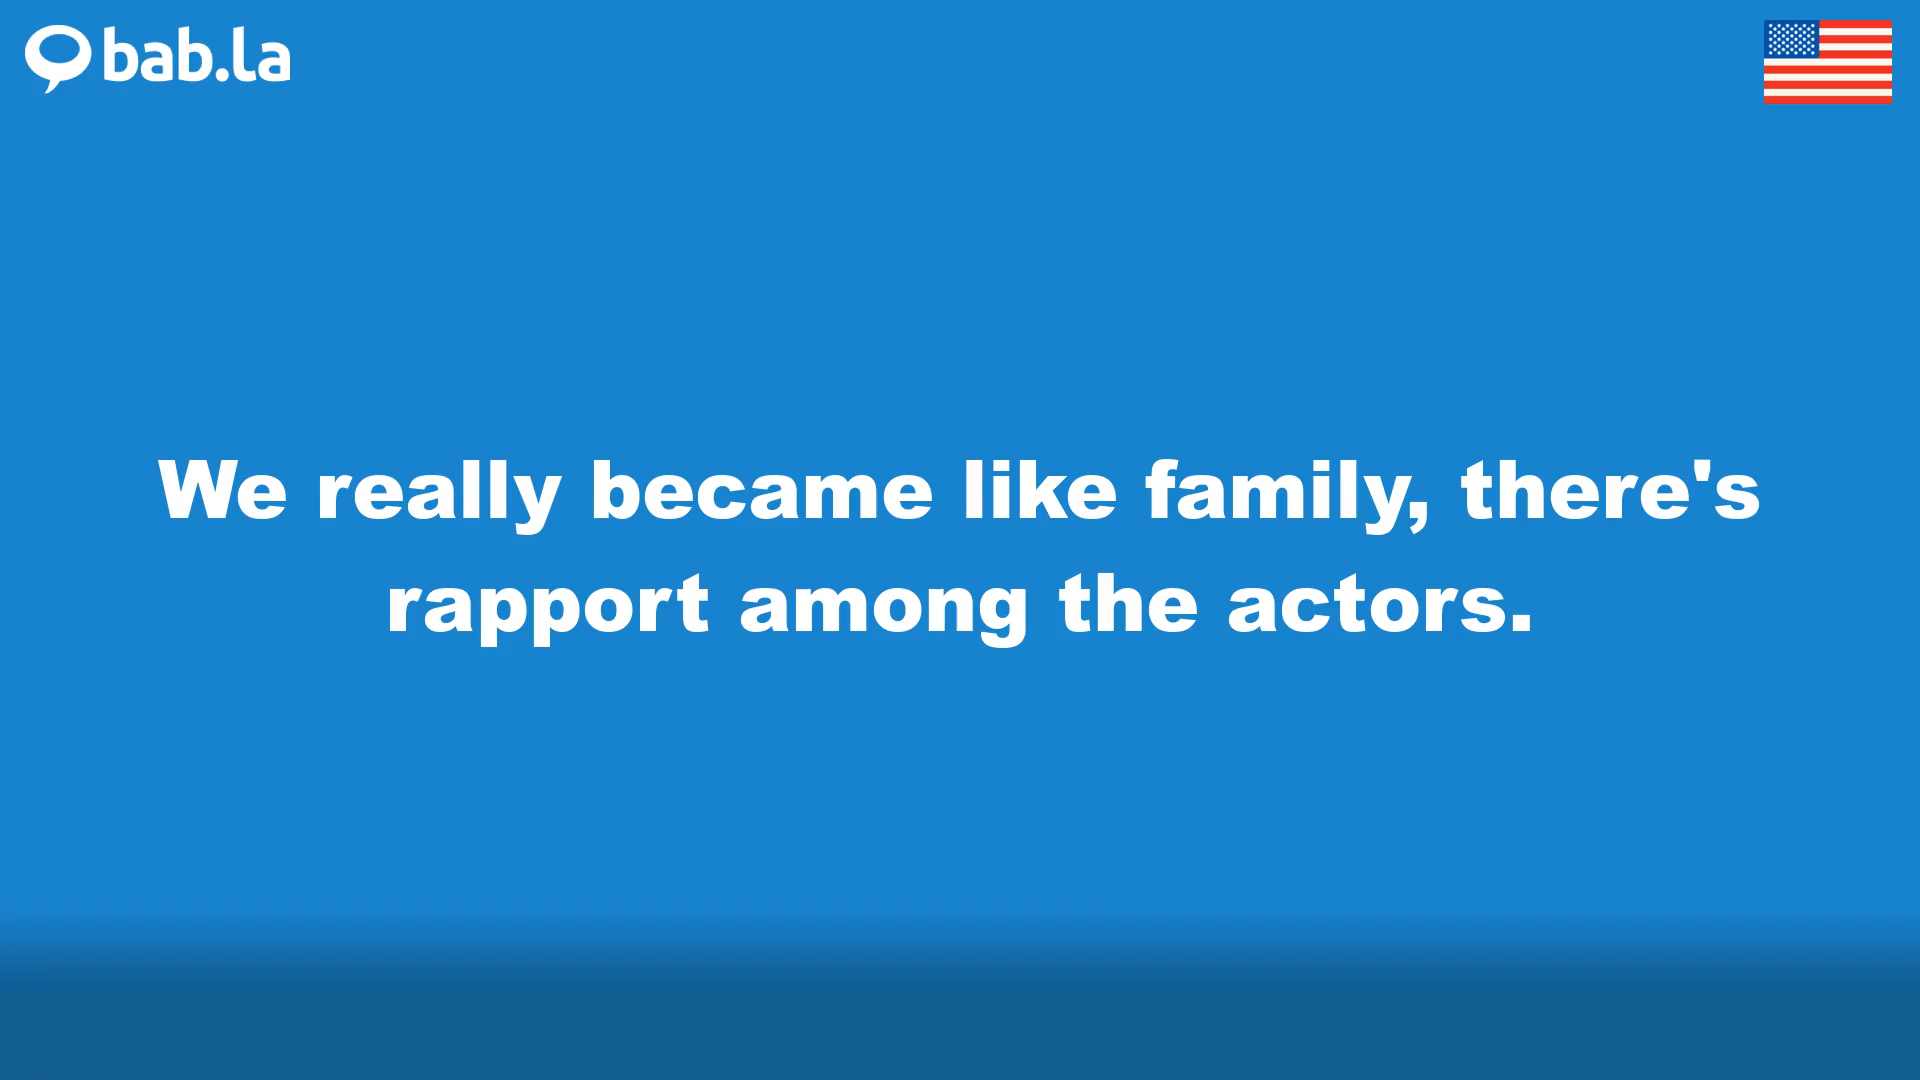 bab.la
We really became like family, there's
rapport among the actors.